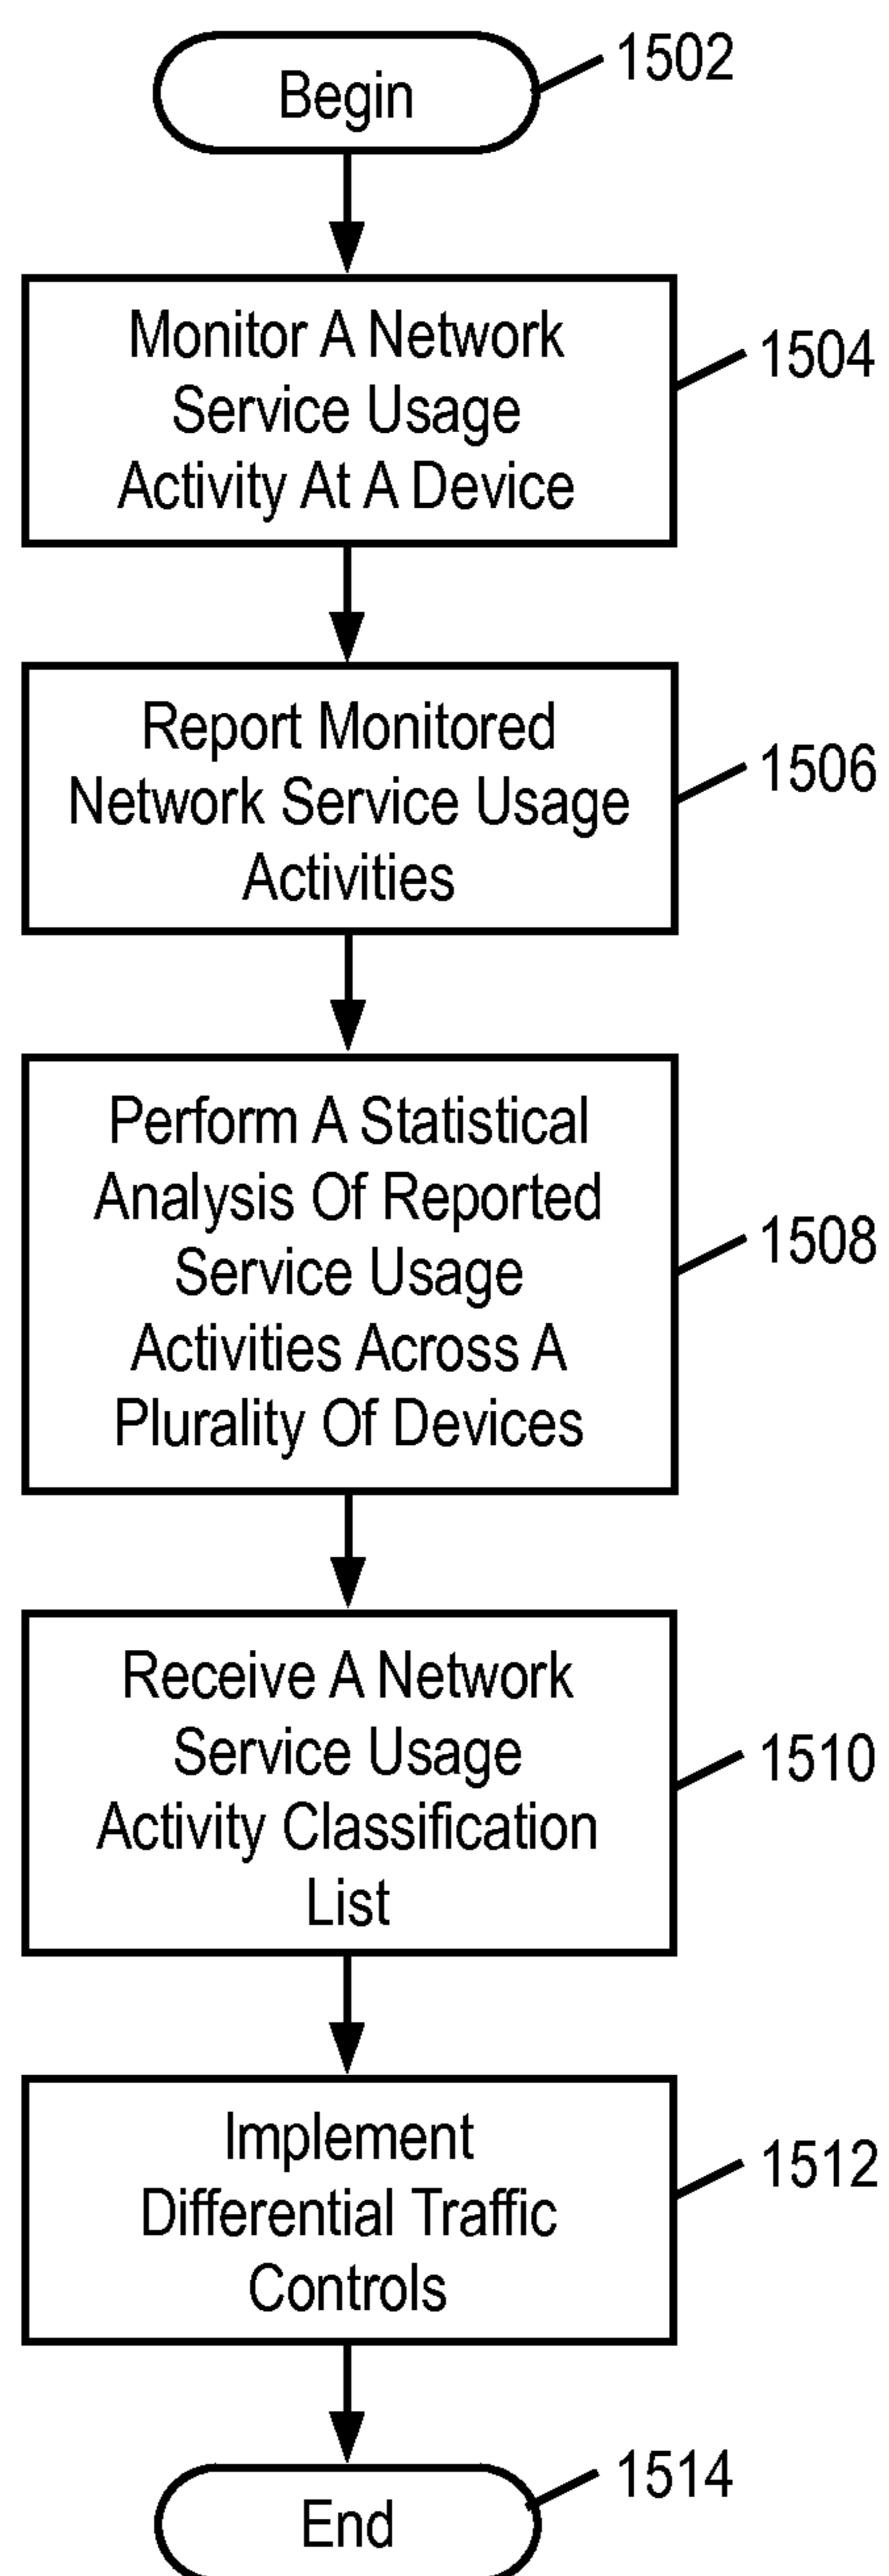 Begin
1502
Monitor A Network
Service Usage
Activity At A Device
1504
Report Monitored
Network Service Usage
Activities
1506
Perform A Statistical
Analysis Of Reported
Service Usage
Activities Across A
Plurality Of Devices
1508
Receive A Network
Service Usage
Activity Classification
List
1510
Implement
Differential Traffic
Controls
1512
End
1514